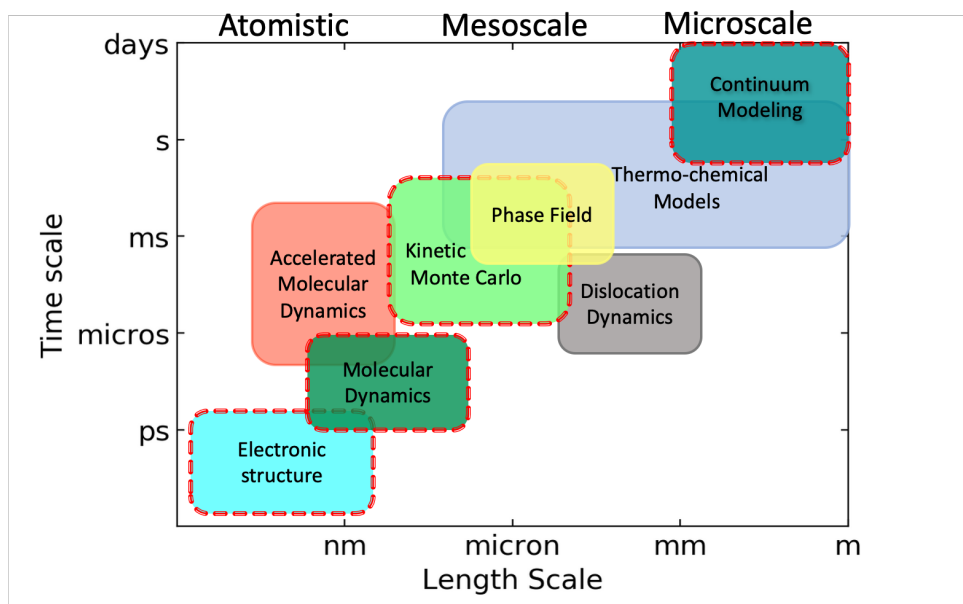 Atomistic
Mesoscale
Microscale
days
s
ms
micros
ps
Time scale
Continuum
Modeling
Thermo-chemical
Models
Phase Field
Kinetic
Monte Carlo
Accelerated
Molecular
Dynamics
Dislocation
Dynamics
Molecular
Dynamics
Electronic
structure
nm
micron
mm
m
Length Scale